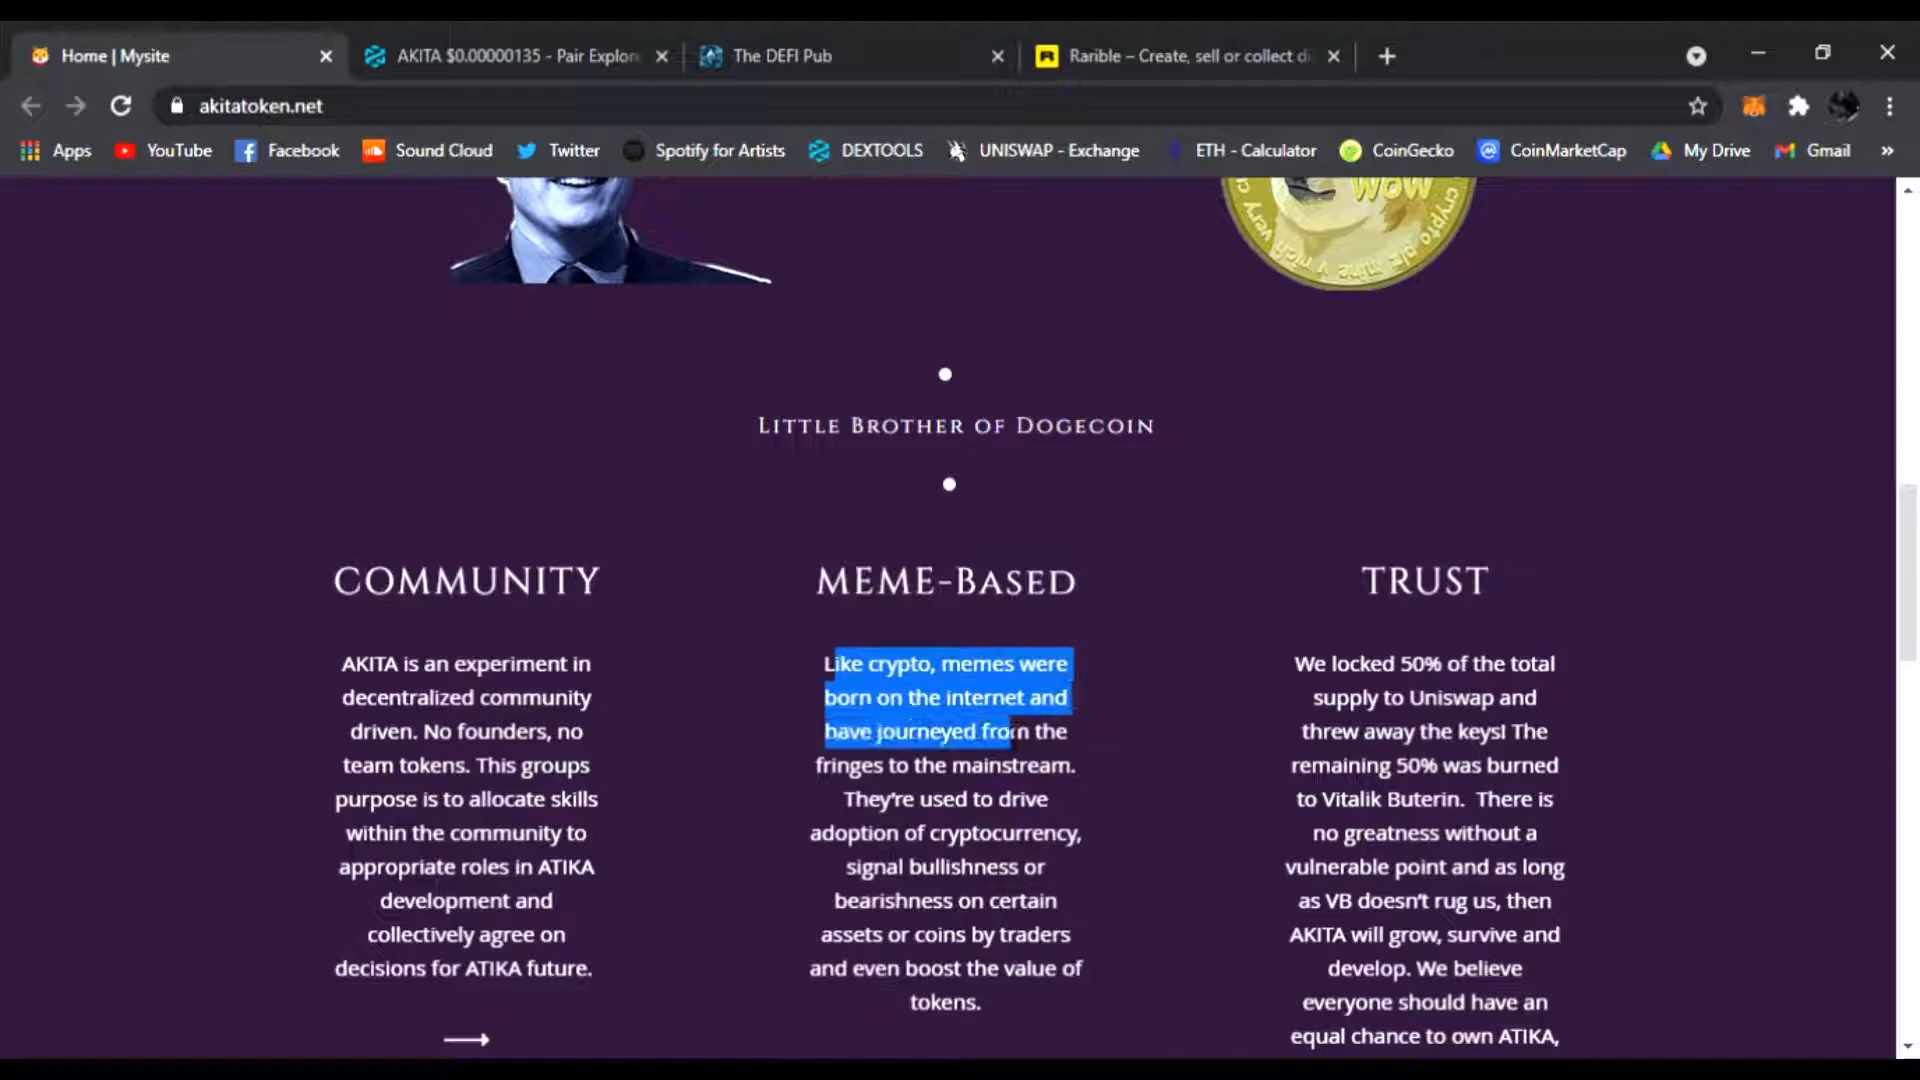 Home | Mysite
AKITA $0.00000135 - Pair Explor
The DEFI Pub
Rarible – Create, sell or collect di
akitatoken.net
Apps
YouTube
Facebook
Sound Cloud
Twitter
Spotify for Artists
DEXTOOLS
UNISWAP - Exchange
ETH - Calculator
CoinGecko
CoinMarketCap
My Drive
Gmail
»
WOW
very
crypto
v rich
Little Brother of Dogecoin
COMMUNITY
AKITA is an experiment in
decentralized community
driven. No founders, no
team tokens. This groups
purpose is to allocate skills
within the community to
appropriate roles in ATIKA
development and
collectively agree on
decisions for ATIKA future.
MEME-Based
Like crypto, memes were
born on the internet and
have journeyed from the
fringes to the mainstream.
They’re used to drive
adoption of cryptocurrency,
signal bullishness or
bearishness on certain
assets or coins by traders
and even boost the value of
tokens.
TRUST
We locked 50% of the total
supply to Uniswap and
threw away the keys! The
remaining 50% was burned
to Vitalik Buterin.  There is
no greatness without a
vulnerable point and as long
as VB doesn’t rug us, then
AKITA will grow, survive and
develop. We believe
everyone should have an
equal chance to own ATIKA,